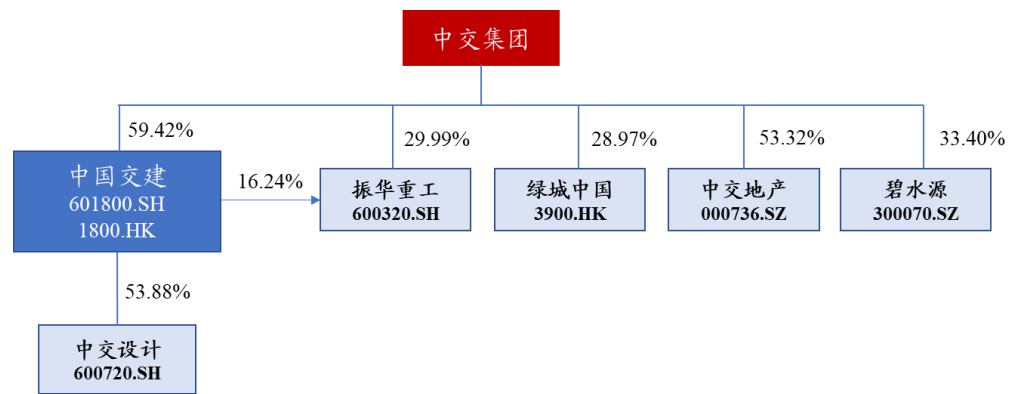 中交集团
59.42%
29.99%
28.97%
53.32%
33.40%
中国交建
601800.SH
1800.HK
16.24%
振华重工
600320.SH
绿城中国
3900.HK
中交地产
000736.SZ
碧水源
300070.SZ
53.88%
中交设计
600720.SH